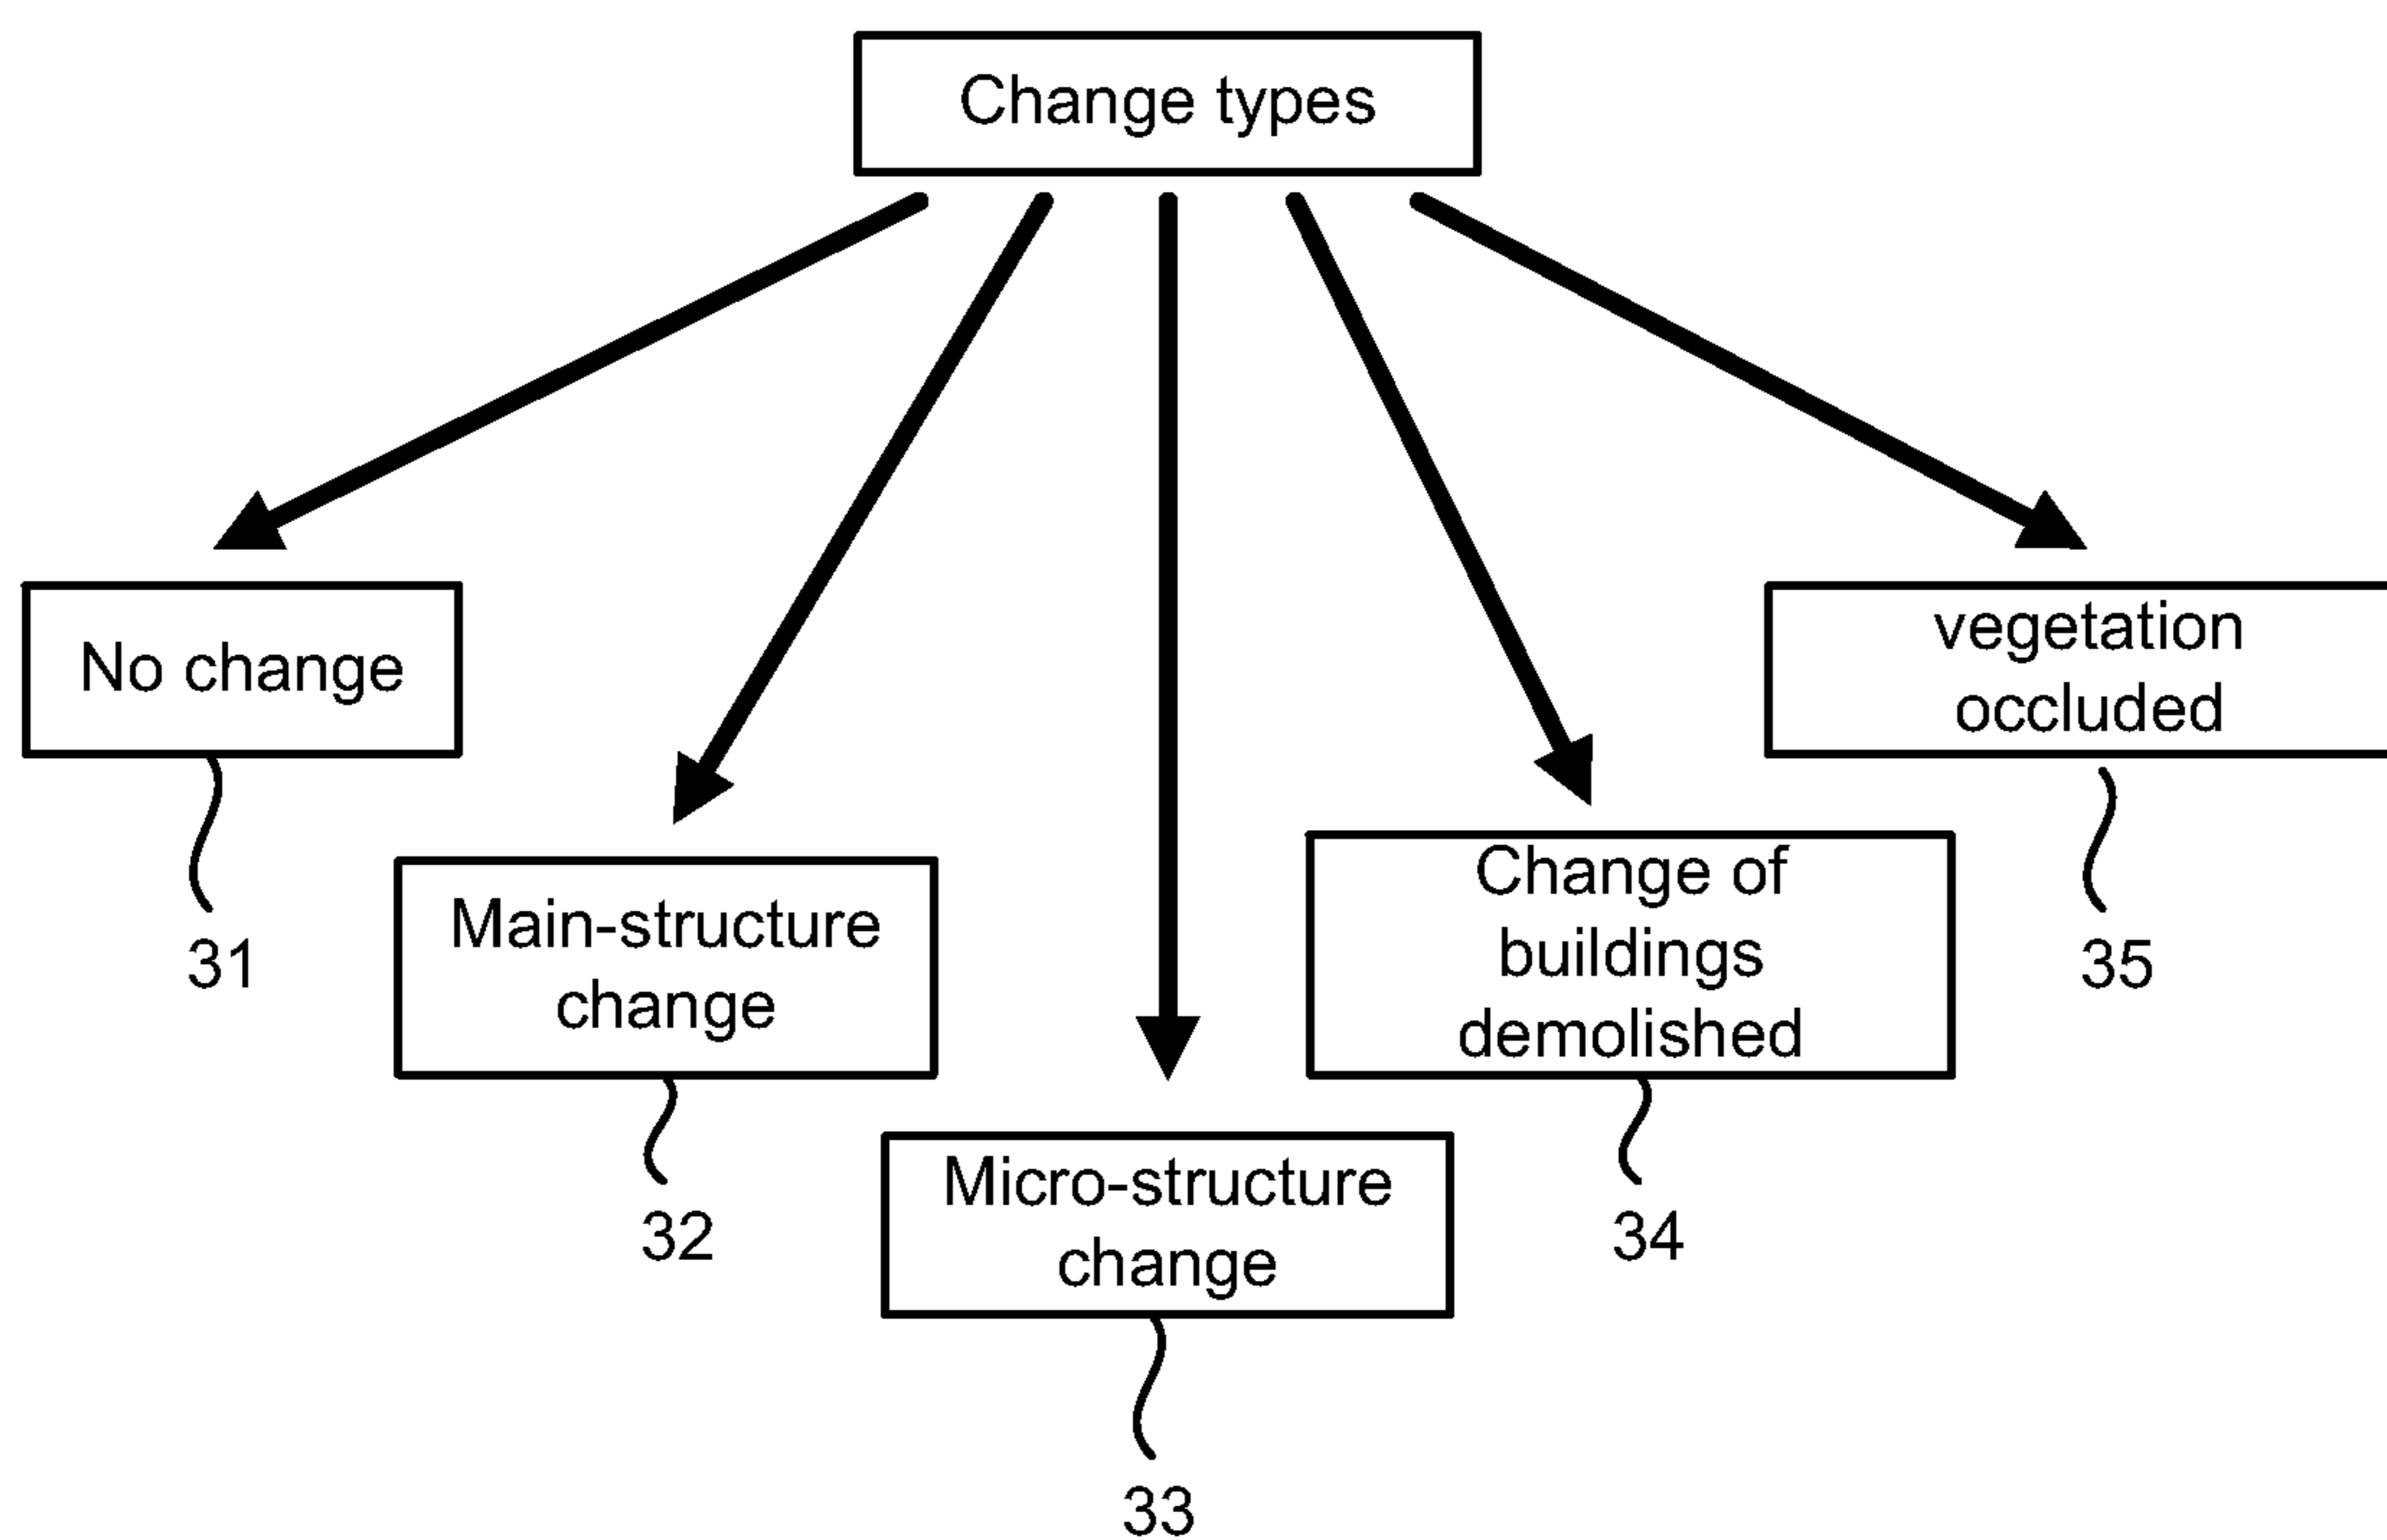 Change types
No change
31
Main-structure
change
32
Micro-structure
change
33
Change of
buildings
demolished
34
vegetation
occluded
35